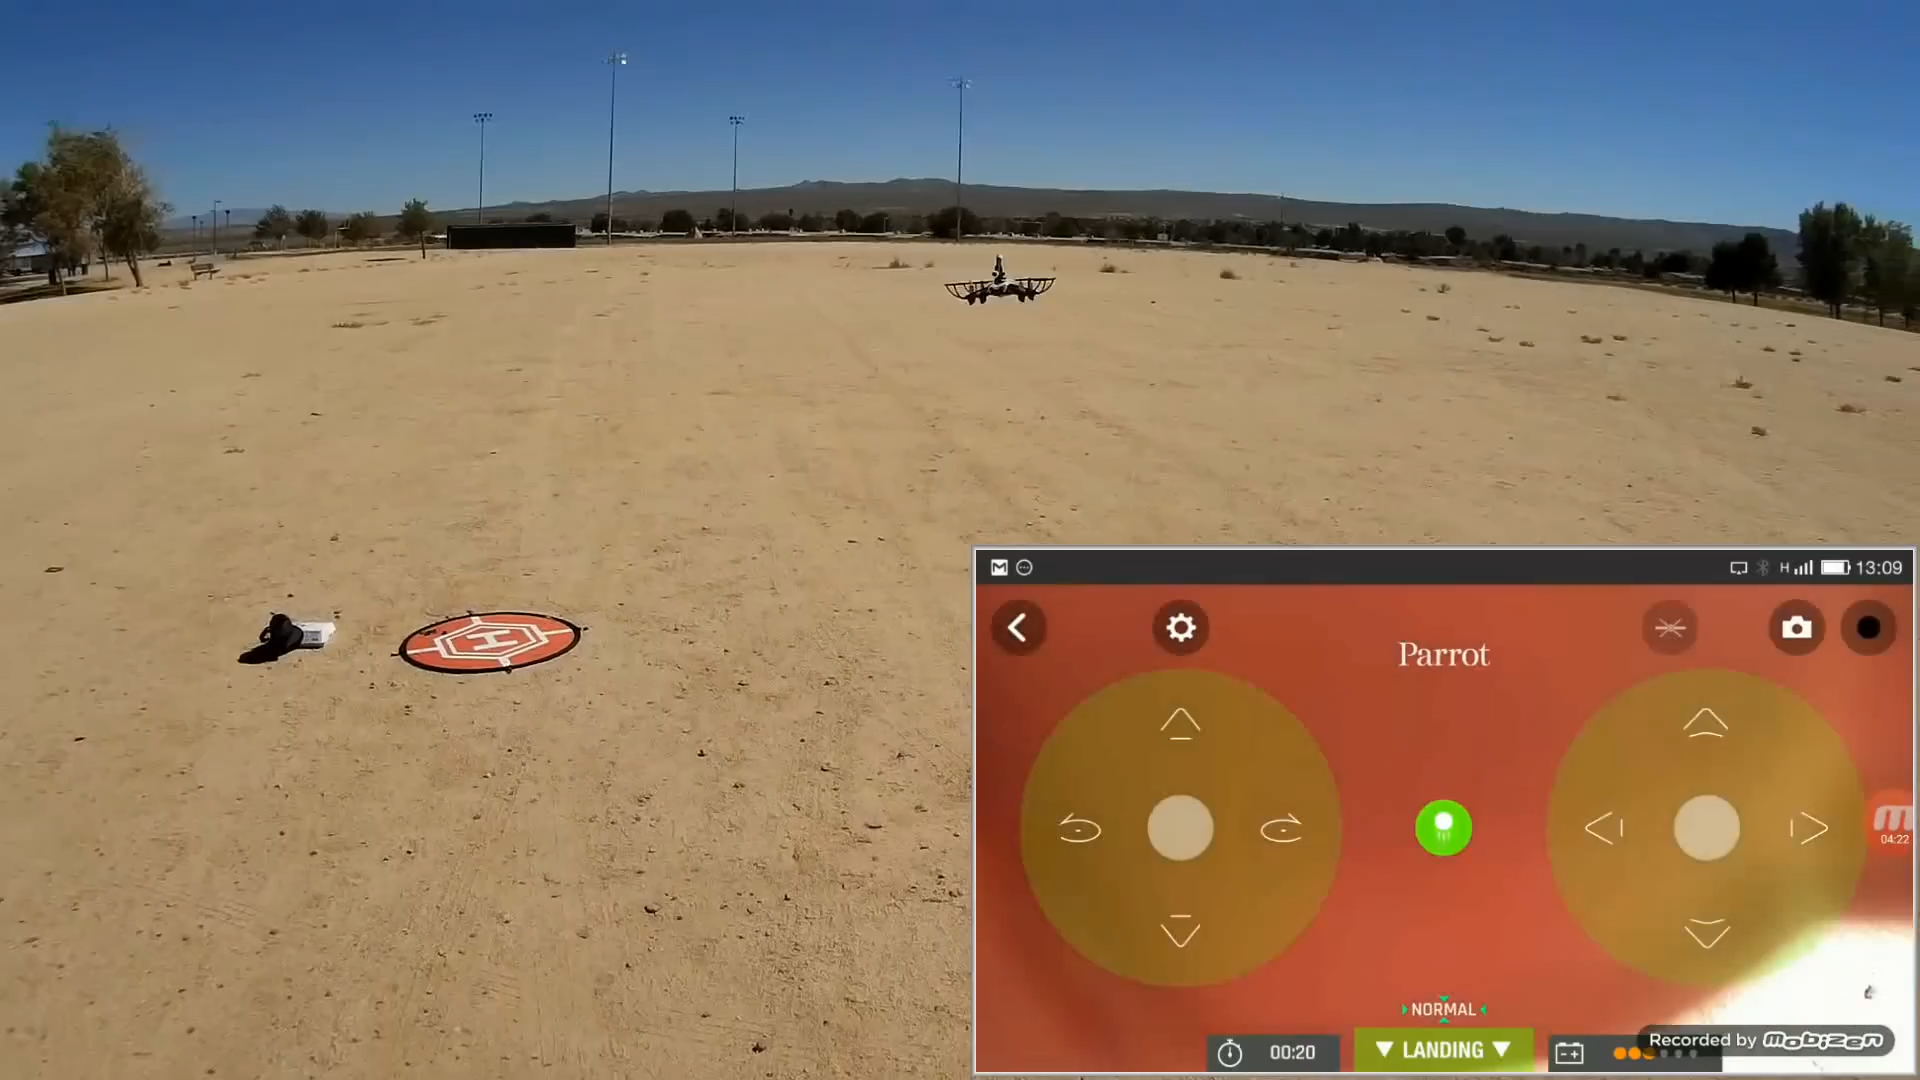 H
H 13:09
Parrot
m
04:22
NORMAL
00:20
▼ LANDING ▼
Recorded by mobizen